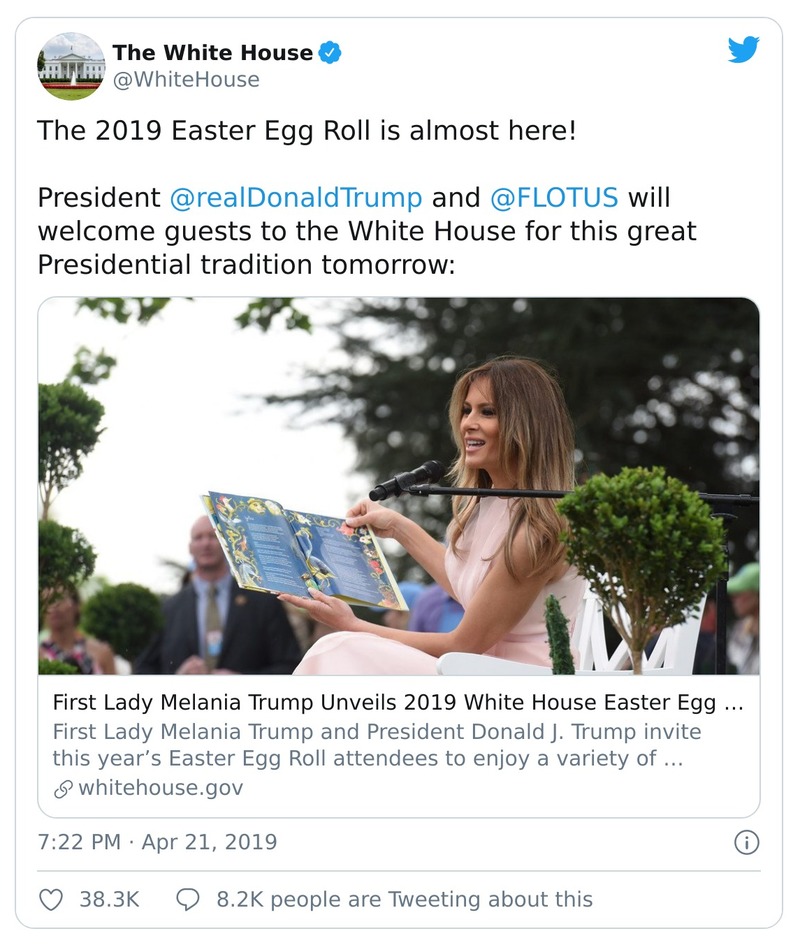 The White House
@WhiteHouse
The 2019 Easter Egg Roll is almost here!
President @realDonaldTrump and @FLOTUS will
welcome guests to the White House for this great
Presidential tradition tomorrow:
First Lady Melania Trump Unveils 2019 White House Easter Egg …
First Lady Melania Trump and President Donald J. Trump invite
this year’s Easter Egg Roll attendees to enjoy a variety of …
whitehouse.gov
7:22 PM · Apr 21, 2019
38.3K
8.2K people are Tweeting about this